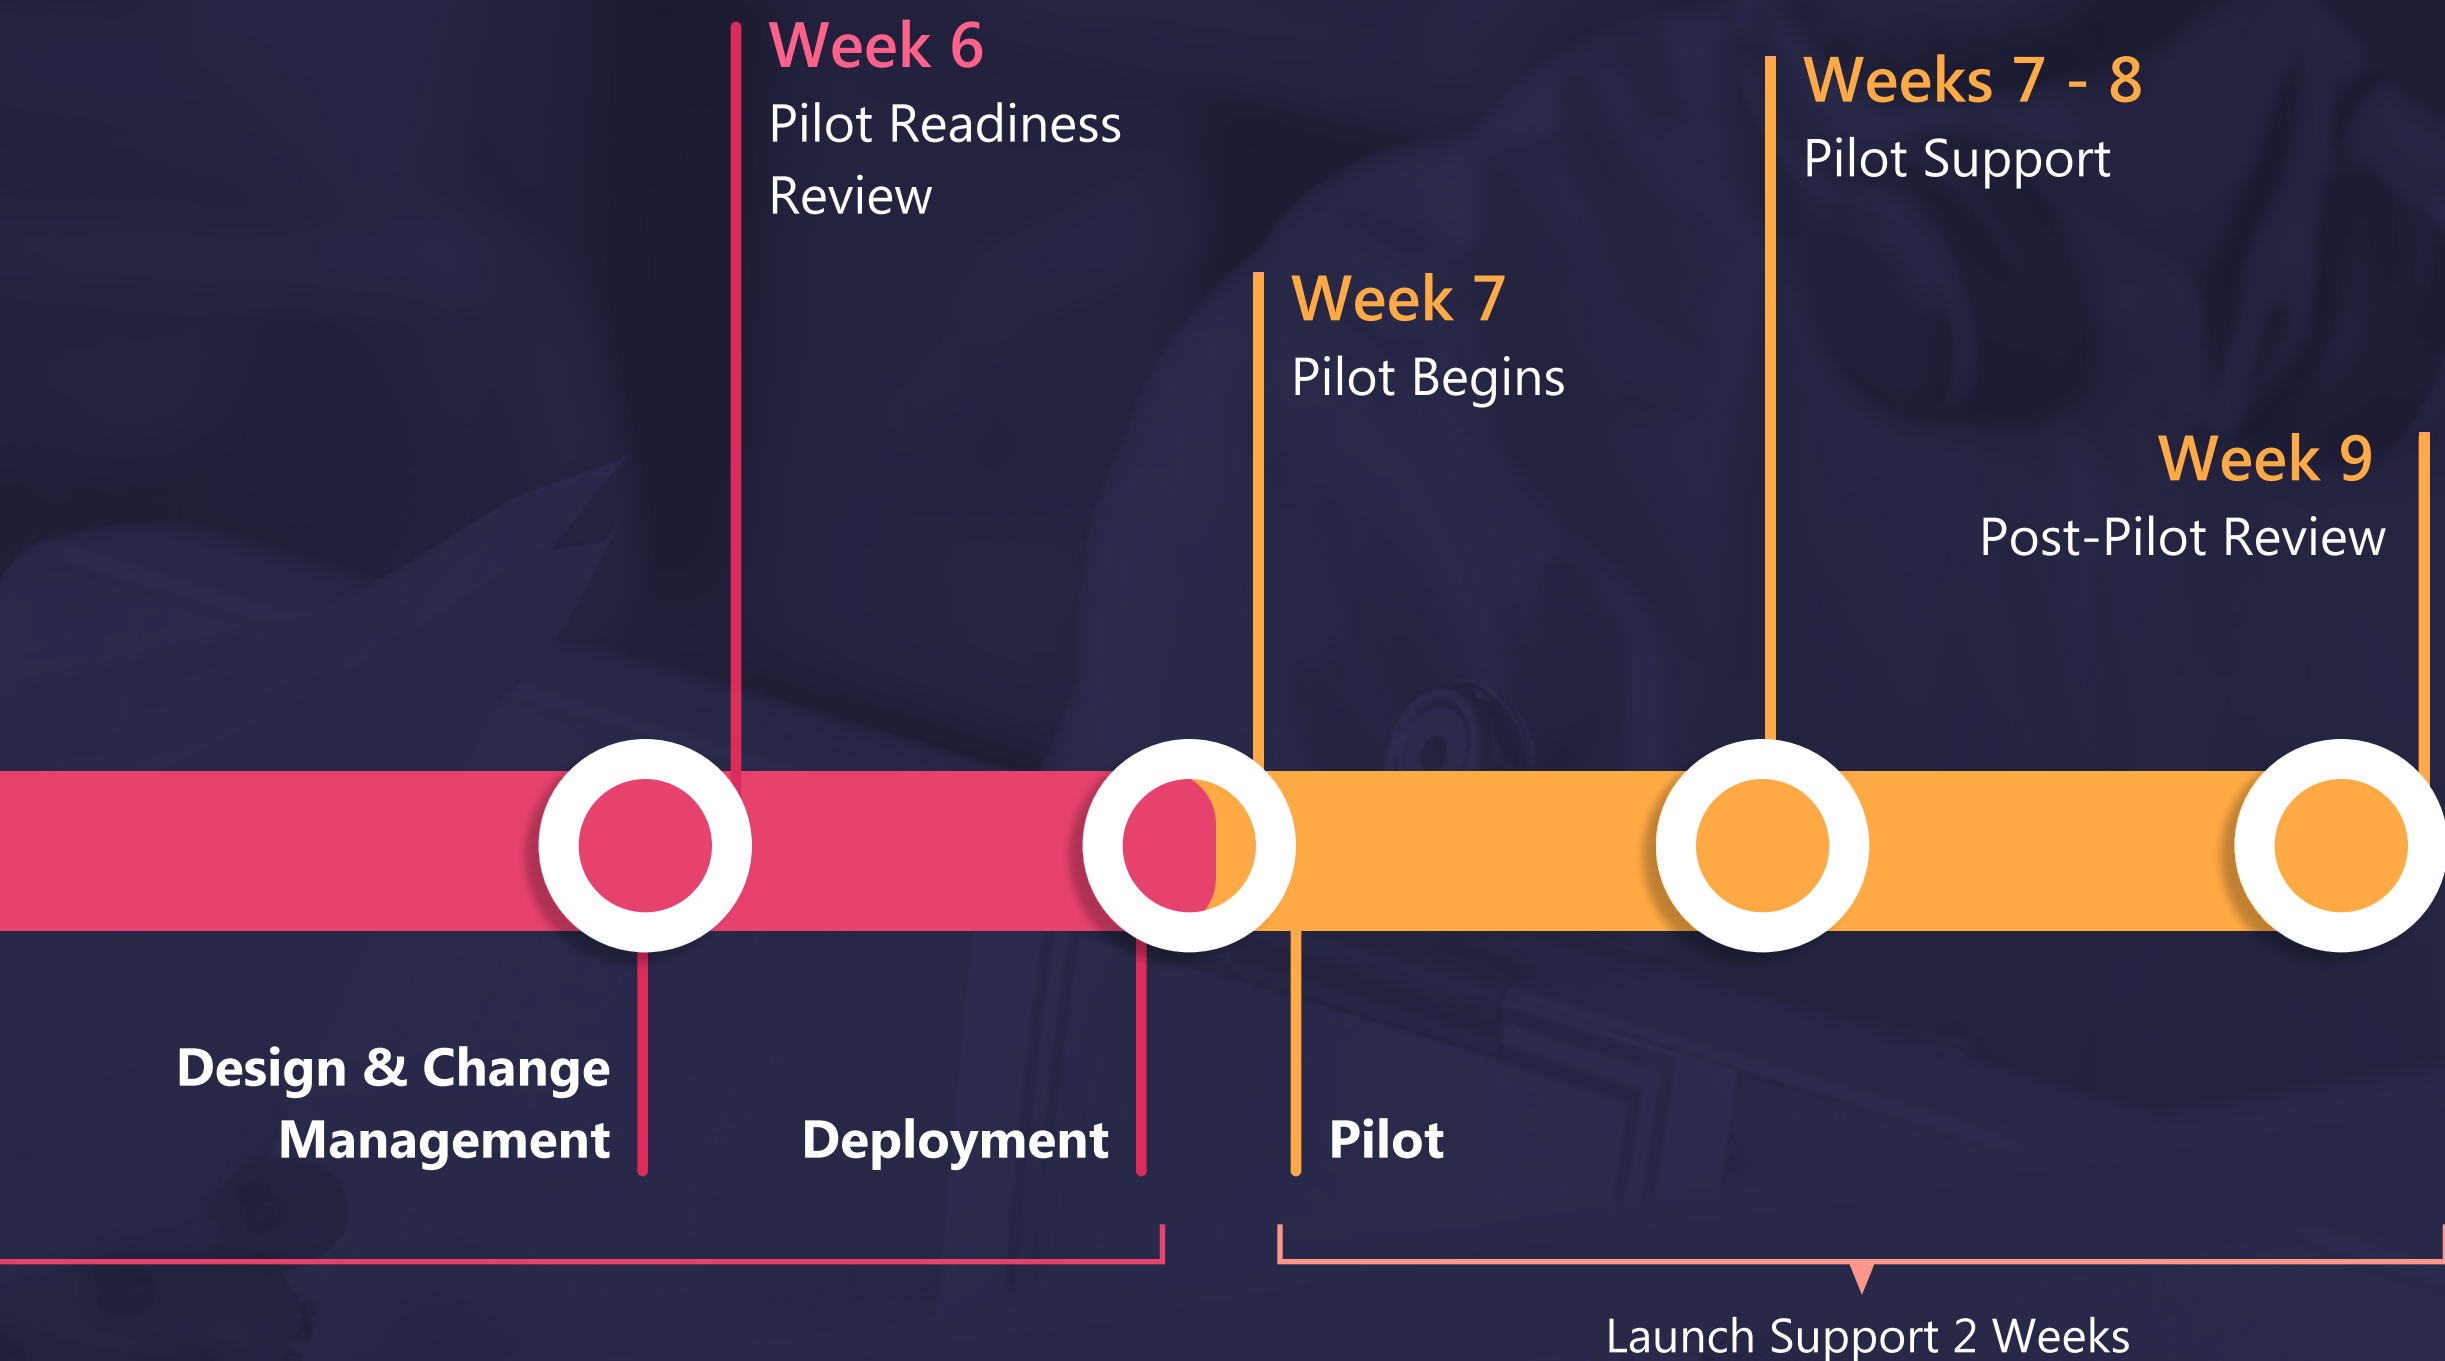 Week 6
Pilot Readiness
Review
Week 7
Pilot Begins
Weeks 7 - 8
Pilot Support
Week 9
Post-Pilot Review
Design & Change
Management
Deployment
Pilot
Launch Support 2 Weeks